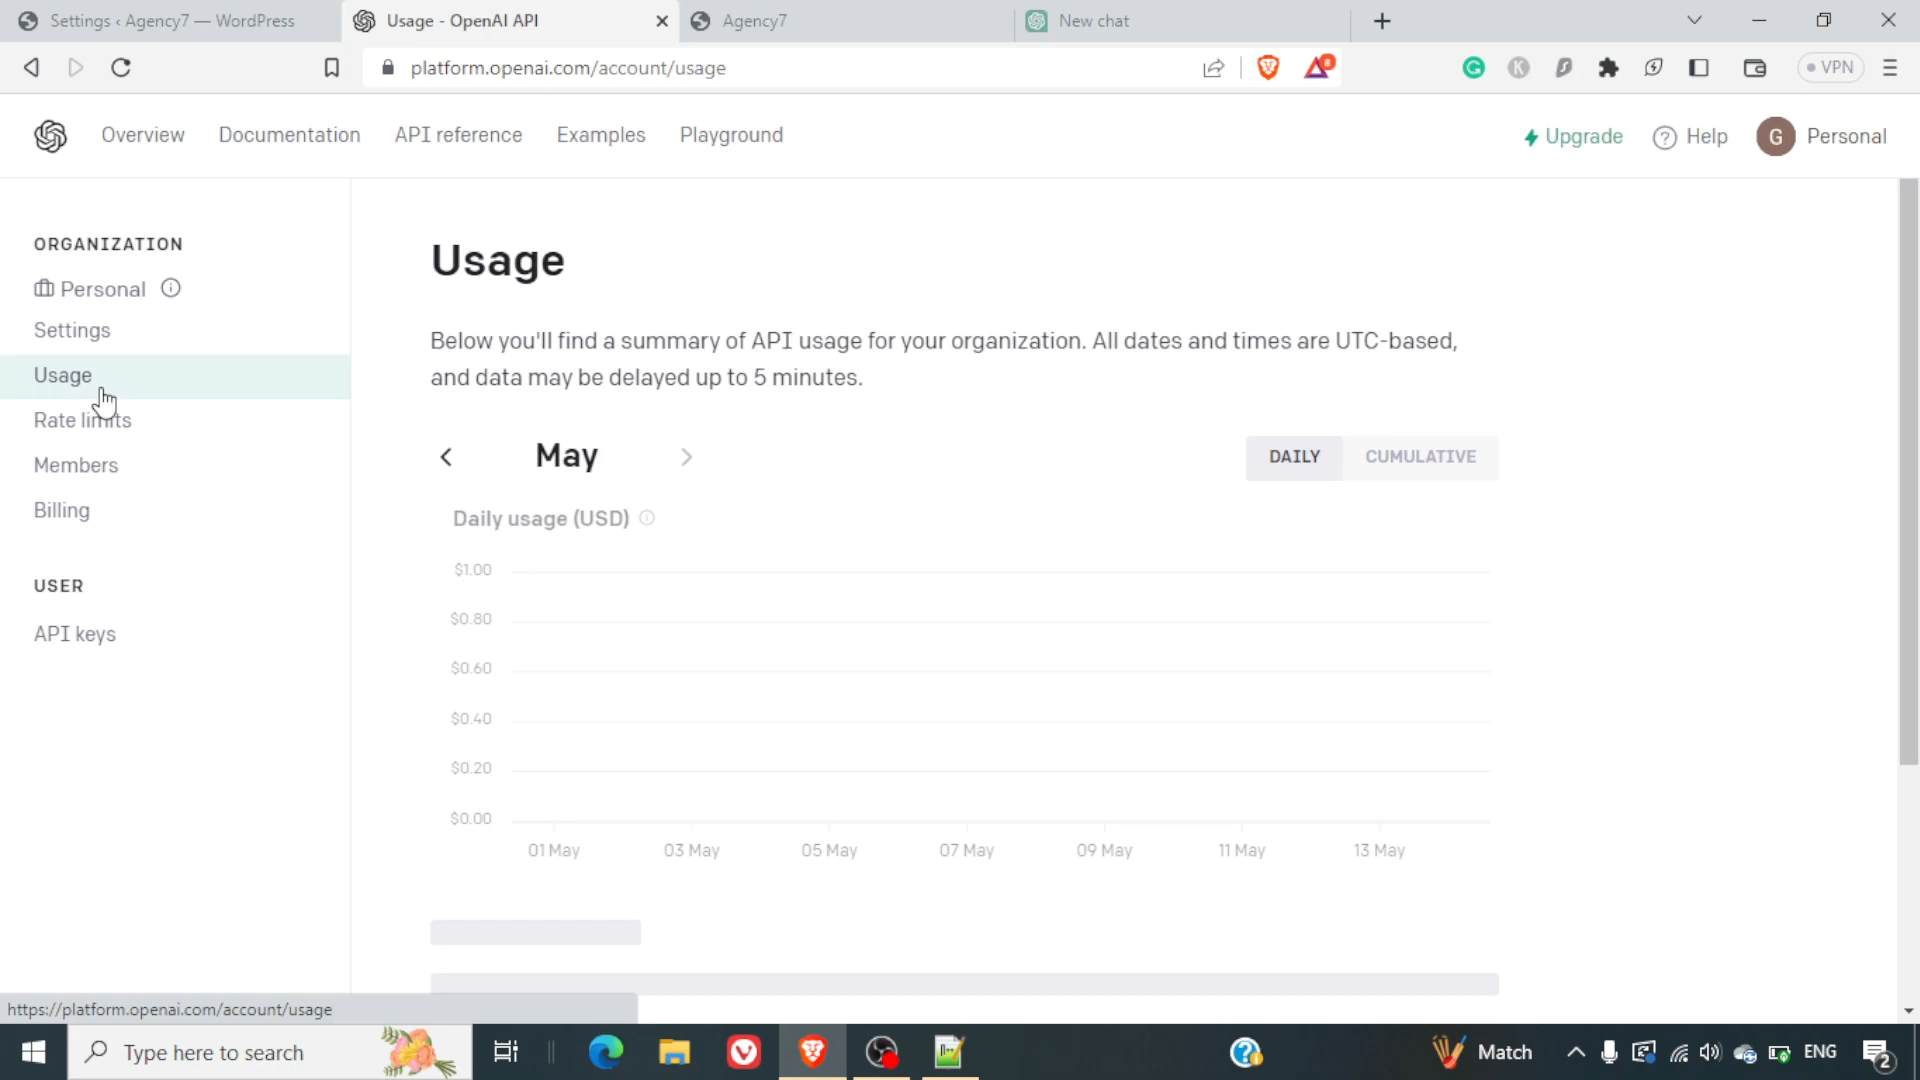 Settings ‹ Agency7 — WordPress
Usage - OpenAI API
Agency7
New chat
platform.openai.com/account/usage
8
G
K
VPN
Overview
Documentation
API reference
Examples
Playground
Upgrade
? Help
G
Personal
ORGANIZATION
Personal
Settings
Usage
Rate limits
Members
Billing
USER
API keys
Usage
Below you'll find a summary of API usage for your organization. All dates and times are UTC-based,
and data may be delayed up to 5 minutes.
May
DAILY
CUMULATIVE
Daily usage (USD)
$1.00
$0.80
$0.60
$0.40
$0.20
$0.00
01 May
03 May
05 May
07 May
09 May
11 May
13 May
https://platform.openai.com/account/usage
Type here to search
Match
ENG
2